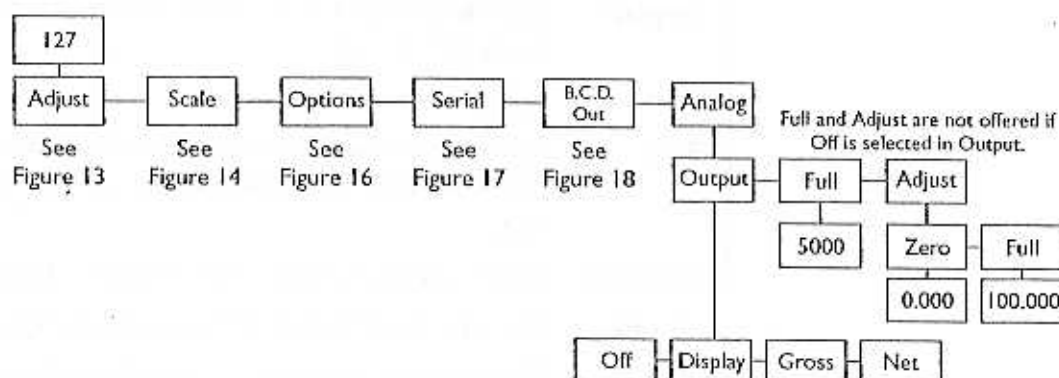 127
Adjust
Scale
Options
Serial
B.C.D.
Out
Analog
See
Figure 13
See
Figure 14
See
Figure 16
See
Figure 17
See
Figure 18
Full and Adjust are not offered if
Off is selected in Output.
Output
Full
Adjust
5000
Zero
Full
0.000
100.000
Off
Display
Gross
Net